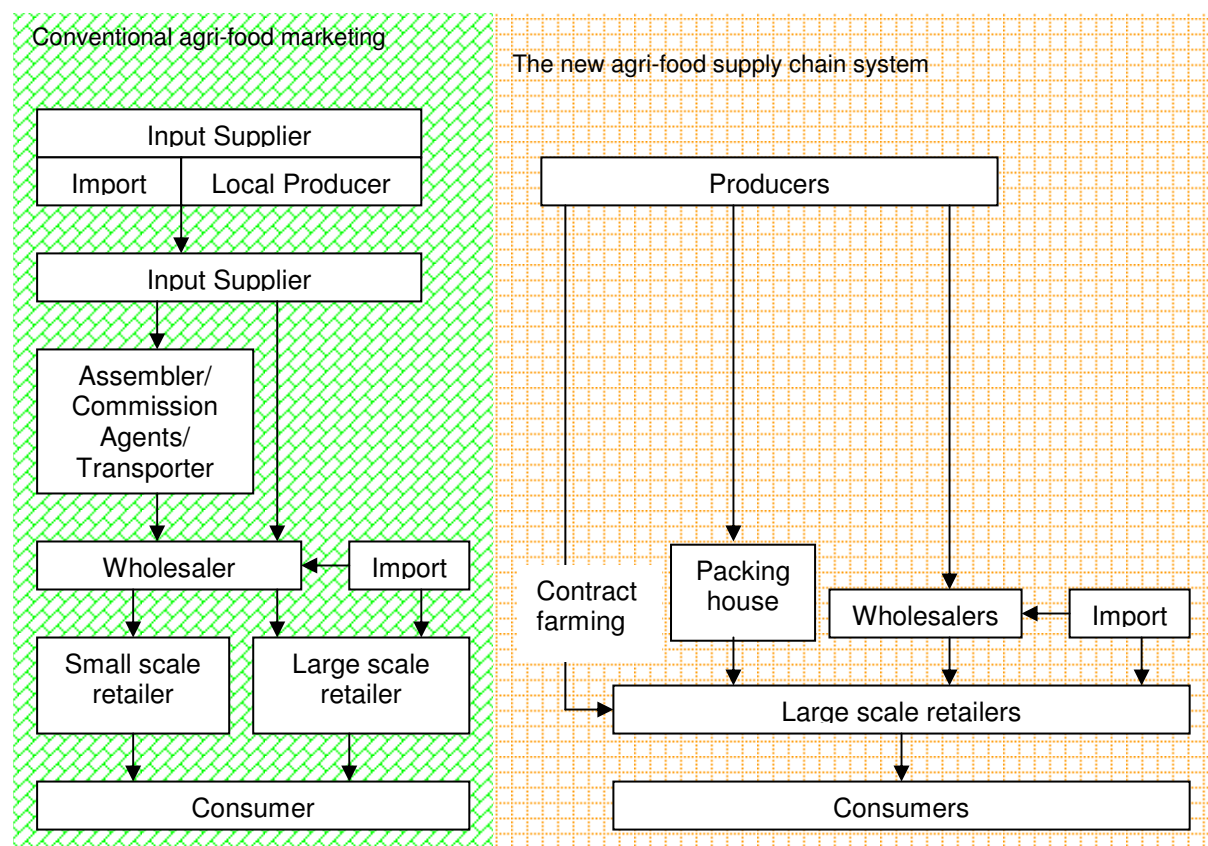 Conventional agri-food marketing
Input Supplier
Import
Local Producer
Input Supplier
Assembler/
Commission
Agents/
Transporter
Wholesaler
Import
Small scale
retailer
Large scale
retailer
Consumer
The new agri-food supply chain system
Producers
Contract
farming
Packing
house
Wholesalers
Import
Large scale retailers
Consumers